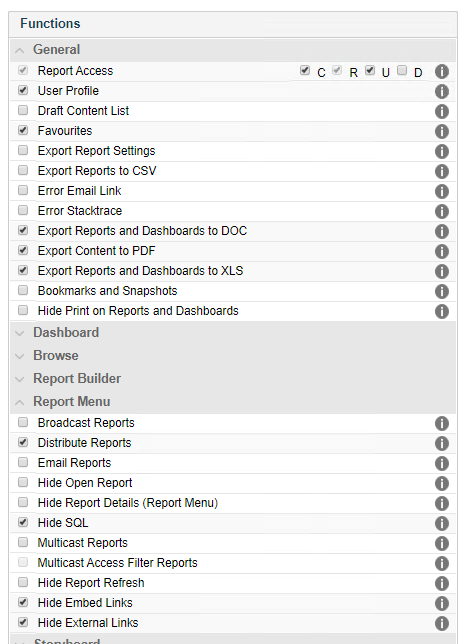 Functions
General
Report Access C R U D
User Profile
Draft Content List
Favourites
Export Report Settings
Export Reports to CSV
Error Email Link
Error Stacktrace
Export Reports and Dashboards to DOC
Export Content to PDF
Export Reports and Dashboards to XLS
Bookmarks and Snapshots
Hide Print on Reports and Dashboards
Dashboard
Browse
Report Builder
Report Menu
Broadcast Reports
Distribute Reports
Email Reports
Hide Open Report
Hide Report Details (Report Menu)
Hide SQL
Multicast Reports
Multicast Access Filter Reports
Hide Report Refresh
Hide Embed Links
Hide External Links
Storyboard